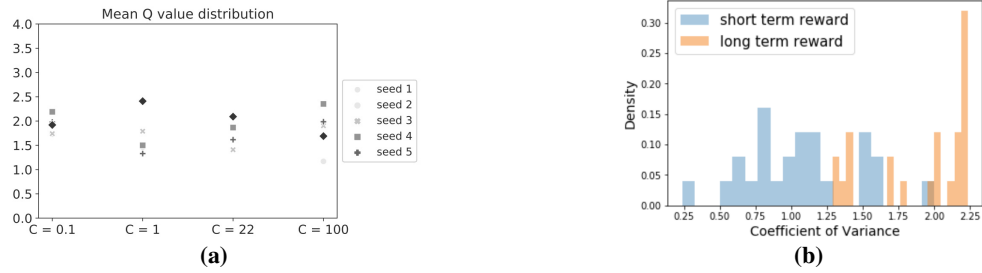 Mean Q value distribution
4.0
3.5
3.0
2.5
2.0
1.5
1.0
0.5
0.0
C = 0.1 C = 1 C = 22 C = 100
seed 1
seed 2
seed 3
seed 4
seed 5
(a)
short term reward
long term reward
Density
0.30
0.25
0.20
0.15
0.10
0.05
0.00
0.25 0.50 0.75 1.00 1.25 1.50 1.75 2.00 2.25
Coefficient of Variance
(b)